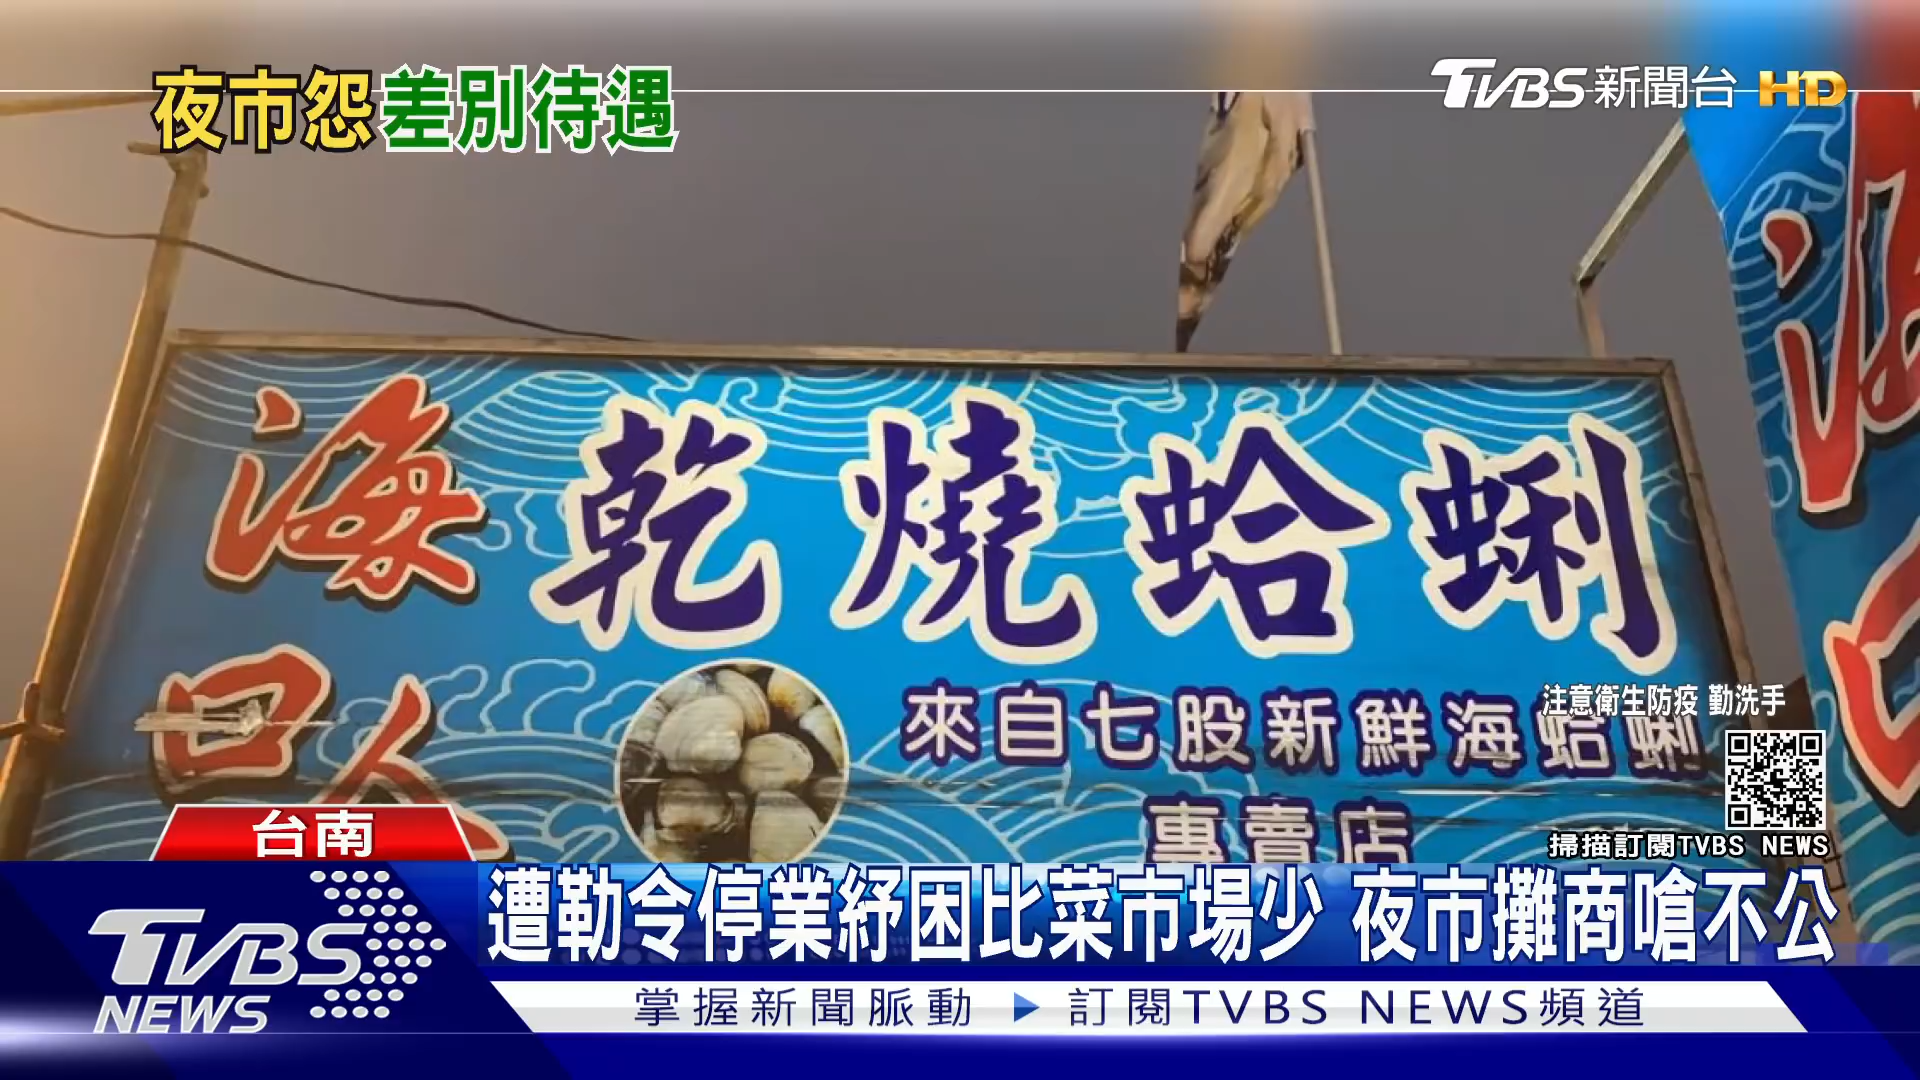 夜市怨差別待遇
TVBS新聞台 HD
海 乾燒蛤蜊
口人
來自七股新鮮海蛤蜊
專賣店
注意衛生防疫 勤洗手
掃描訂閱TVBS NEWS
台南
遭勒令停業紓困比菜市場少 夜市攤商嗆不公
TVBS
NEWS
掌握新聞脈動 ▶ 訂閱TVBS NEWS頻道